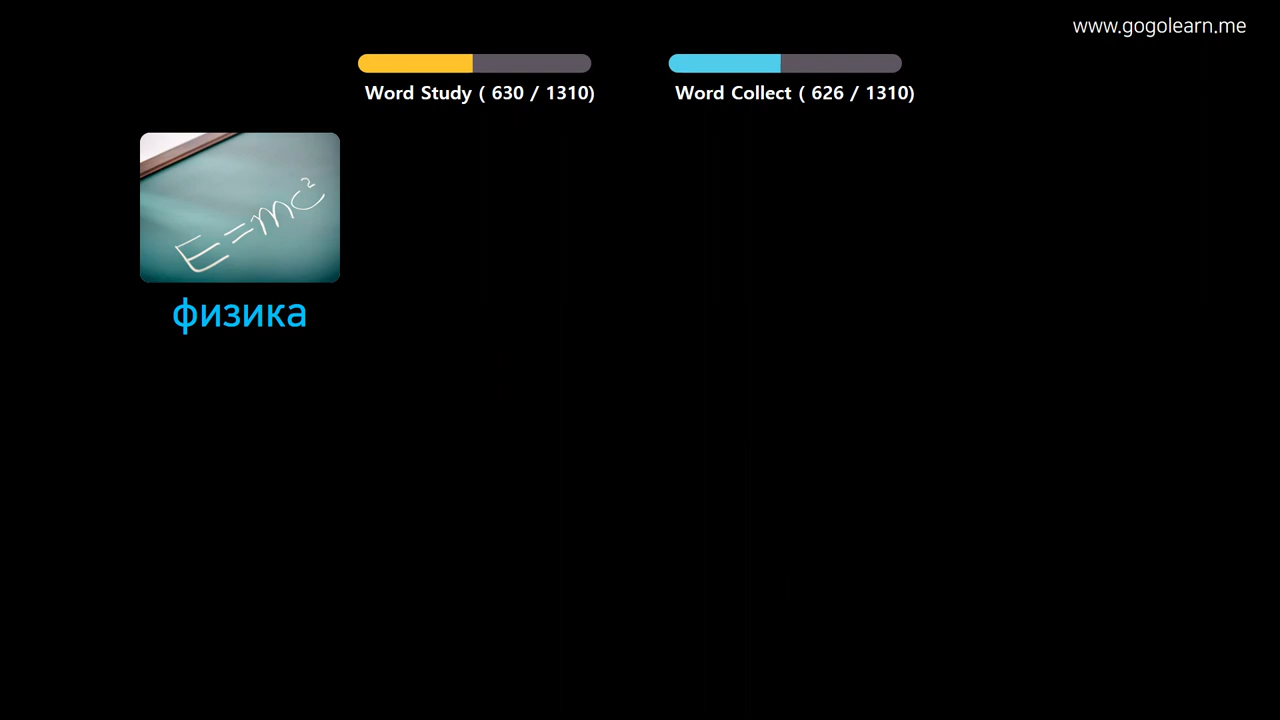 www.gogolearn.me
Word Study ( 630 / 1310)
Word Collect ( 626 / 1310)
E=mc²
физика